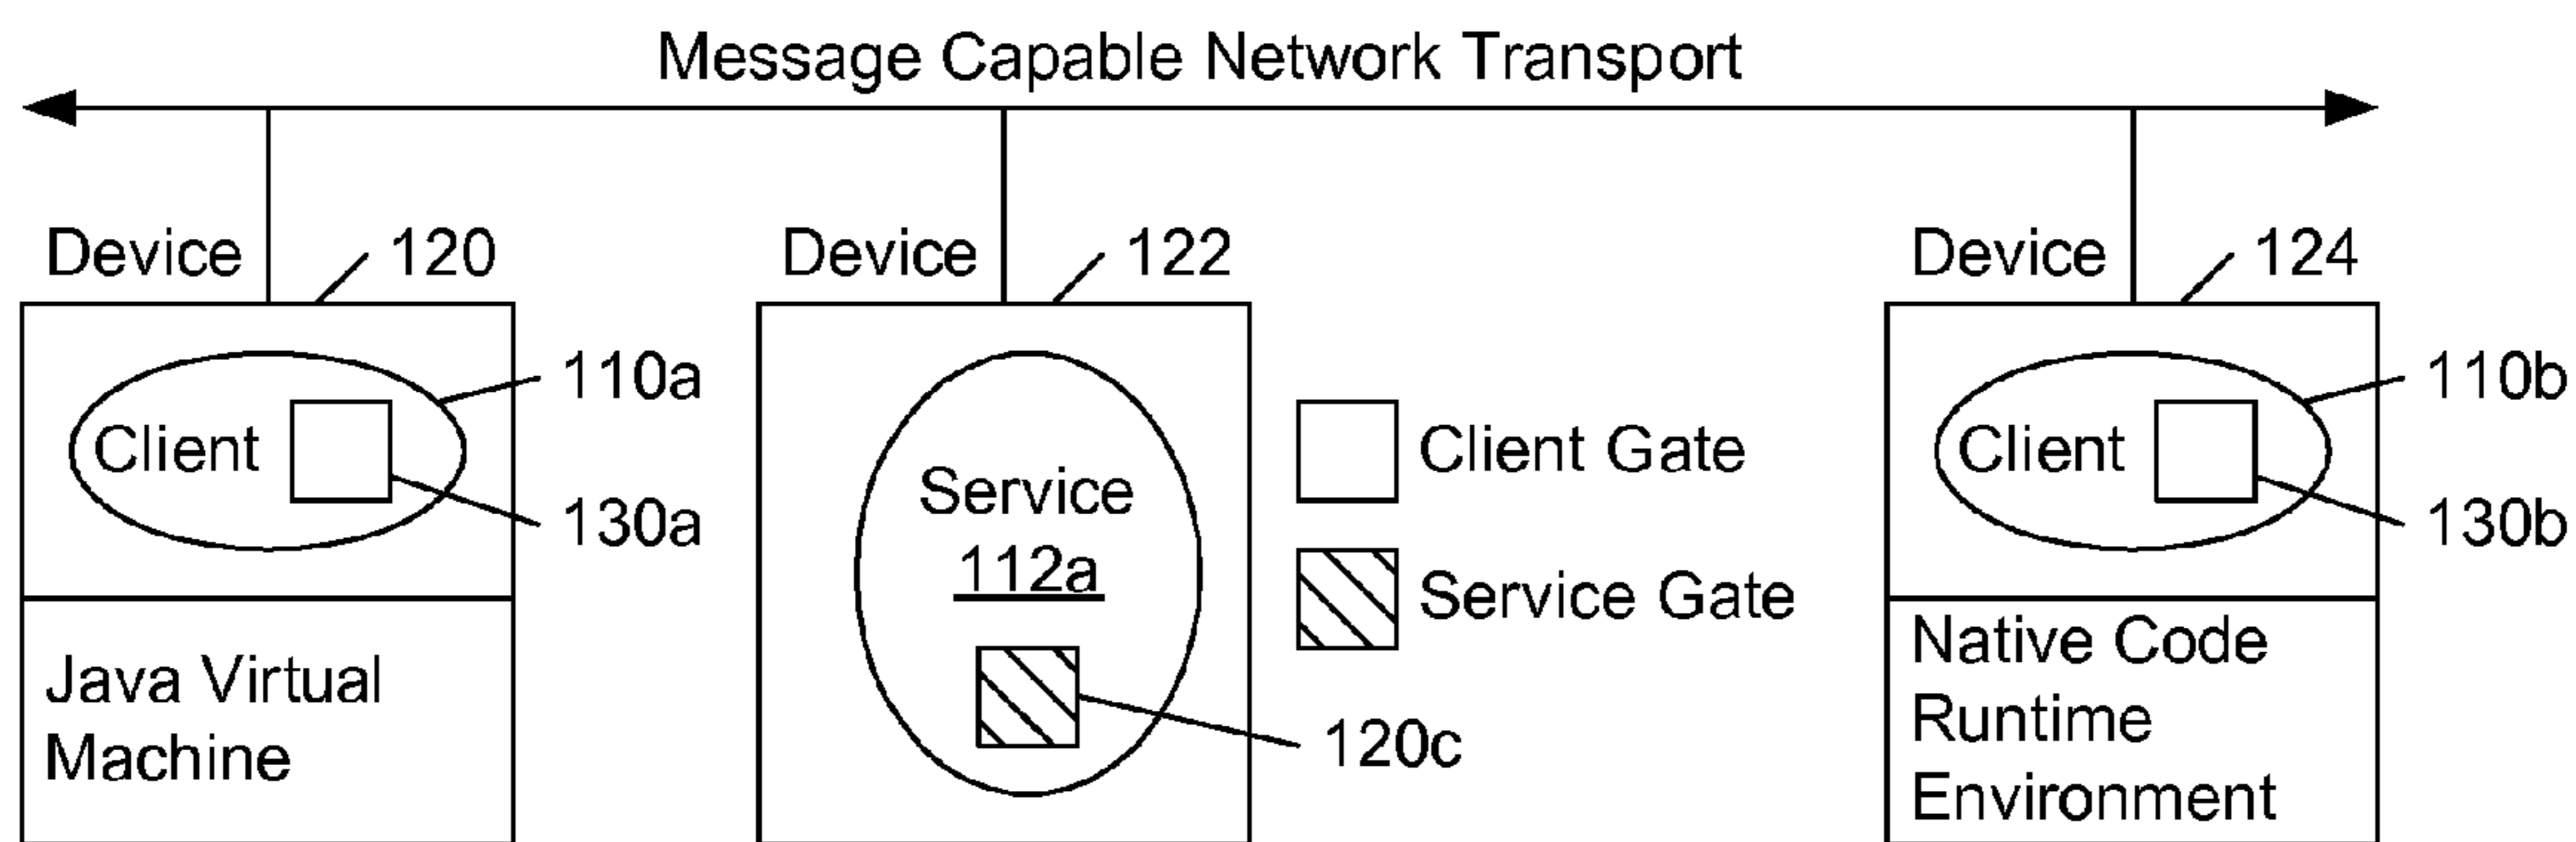 Message Capable Network Transport
Device
120
Device
122
Device
124
110a
Client
130a
Java Virtual
Machine
Service
112a
120c
Client Gate
Service Gate
110b
Client
130b
Native Code
Runtime
Environment